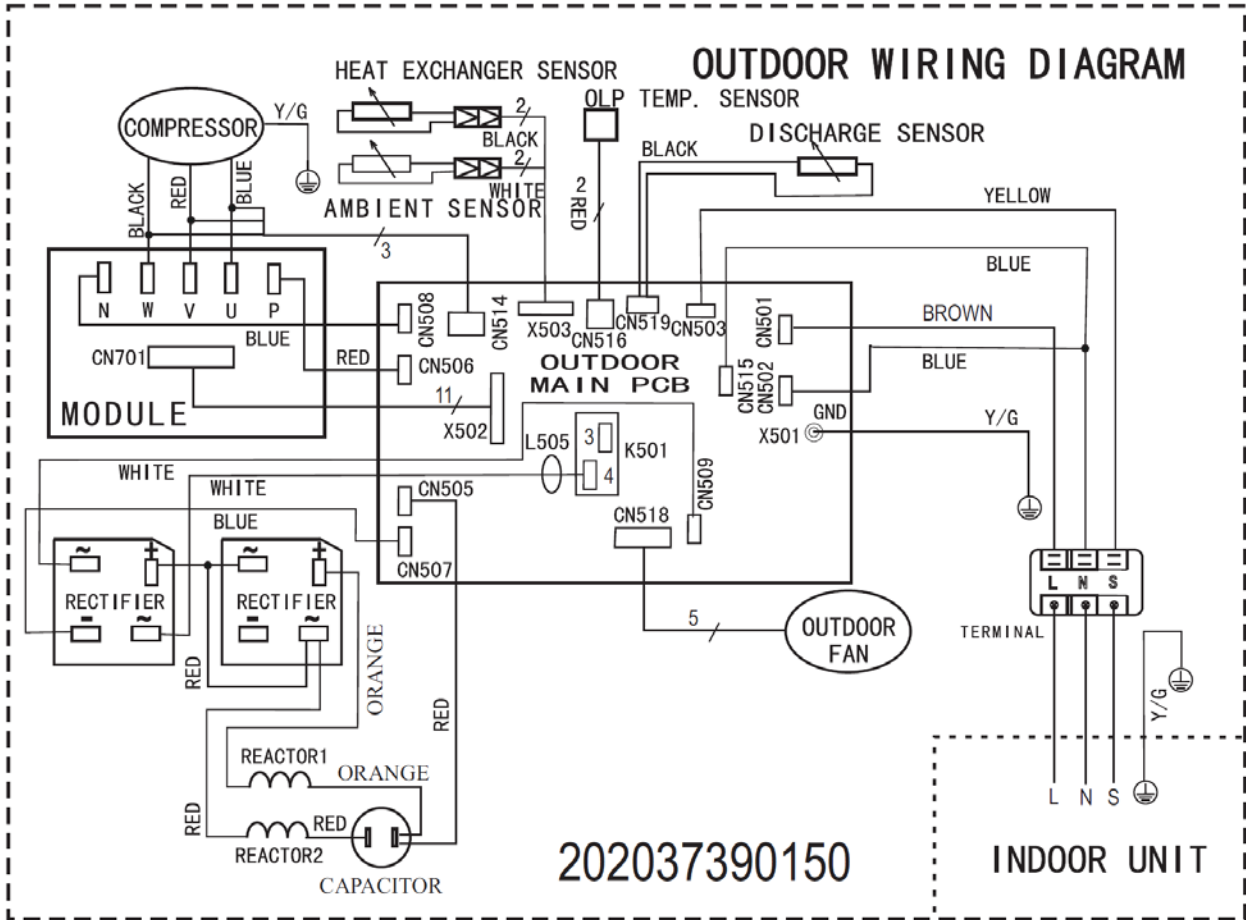 OUTDOOR WIRING DIAGRAM
HEAT EXCHANGER SENSOR
OLP TEMP. SENSOR
DISCHARGE SENSOR
COMPRESSOR
Y/G
2
BLACK
2
WHITE
AMBIENT SENSOR
2
RED
BLACK
YELLOW
BLACK
RED
BLUE
3
BLUE
N
W
V
U
P
CN508
CN514
X503
CN516
CN519
CN503
CN501
BROWN
BLUE
CN701
RED
CN506
OUTDOOR
MAIN PCB
CN515
CN502
BLUE
MODULE
11
X502
GND
X501
Y/G
L505
3
K501
4
WHITE
WHITE
CN505
CN509
BLUE
CN518
CN507
~
+
~
+
RECTIFIER
RECTIFIER
-
~
-
~
L
N
S
TERMINAL
5
OUTDOOR
FAN
RED
ORANGE
RED
Y/G
REACTOR1
ORANGE
RED
RED
REACTOR2
CAPACITOR
202037390150
L
N
S
INDOOR UNIT